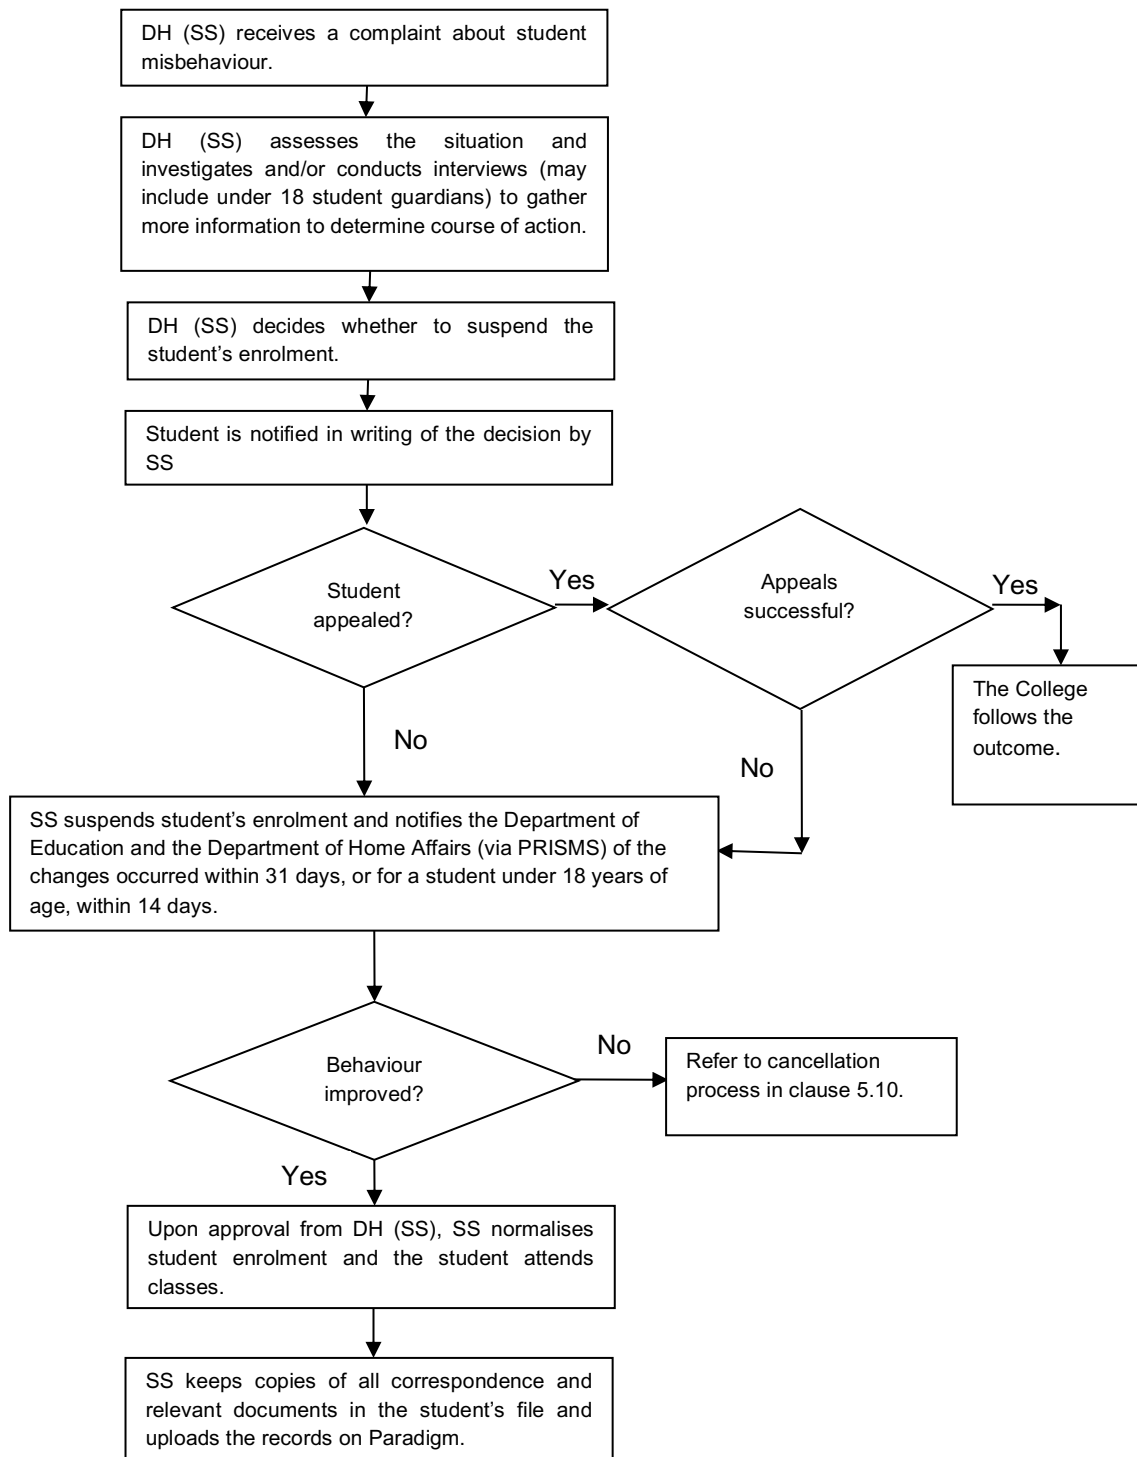 DH (SS) receives a complaint about student
misbehaviour.
DH (SS) assesses the situation and
investigates and/or conducts interviews (may
include under 18 student guardians) to gather
more information to determine course of action.
DH (SS) decides whether to suspend the
student's enrolment.
Student is notified in writing of the decision by
SS
Student
appealed?
Yes
Appeals
successful?
Yes
The College
follows the
outcome.
No
No
SS suspends student's enrolment and notifies the Department of
Education and the Department of Home Affairs (via PRISMS) of the
changes occurred within 31 days, or for a student under 18 years of
age, within 14 days.
Behaviour
improved?
No
Refer to cancellation
process in clause 5.10.
Yes
Upon approval from DH (SS), SS normalises
student enrolment and the student attends
classes.
SS keeps copies of all correspondence and
relevant documents in the student's file and
uploads the records on Paradigm.